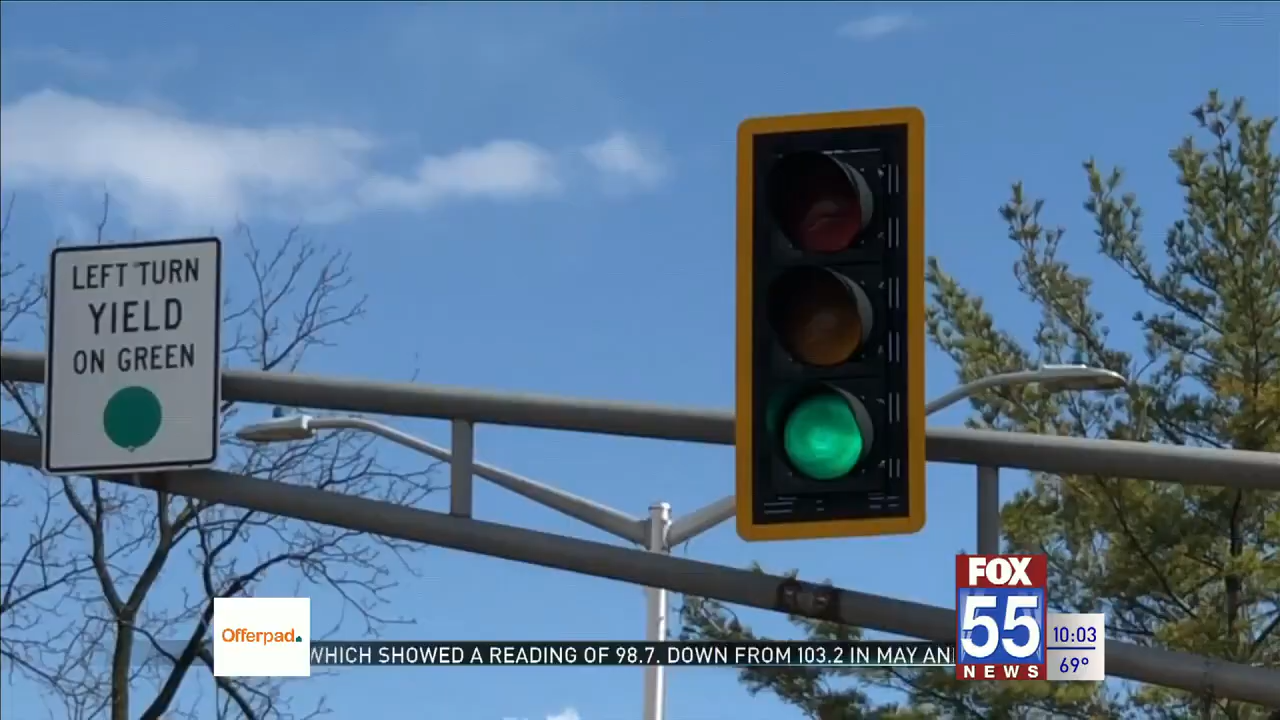 LEFT TURN
YIELD
ON GREEN
Offerpad.
WHICH SHOWED A READING OF 98.7. DOWN FROM 103.2 IN MAY AN
FOX
55
NEWS
10:03
69°